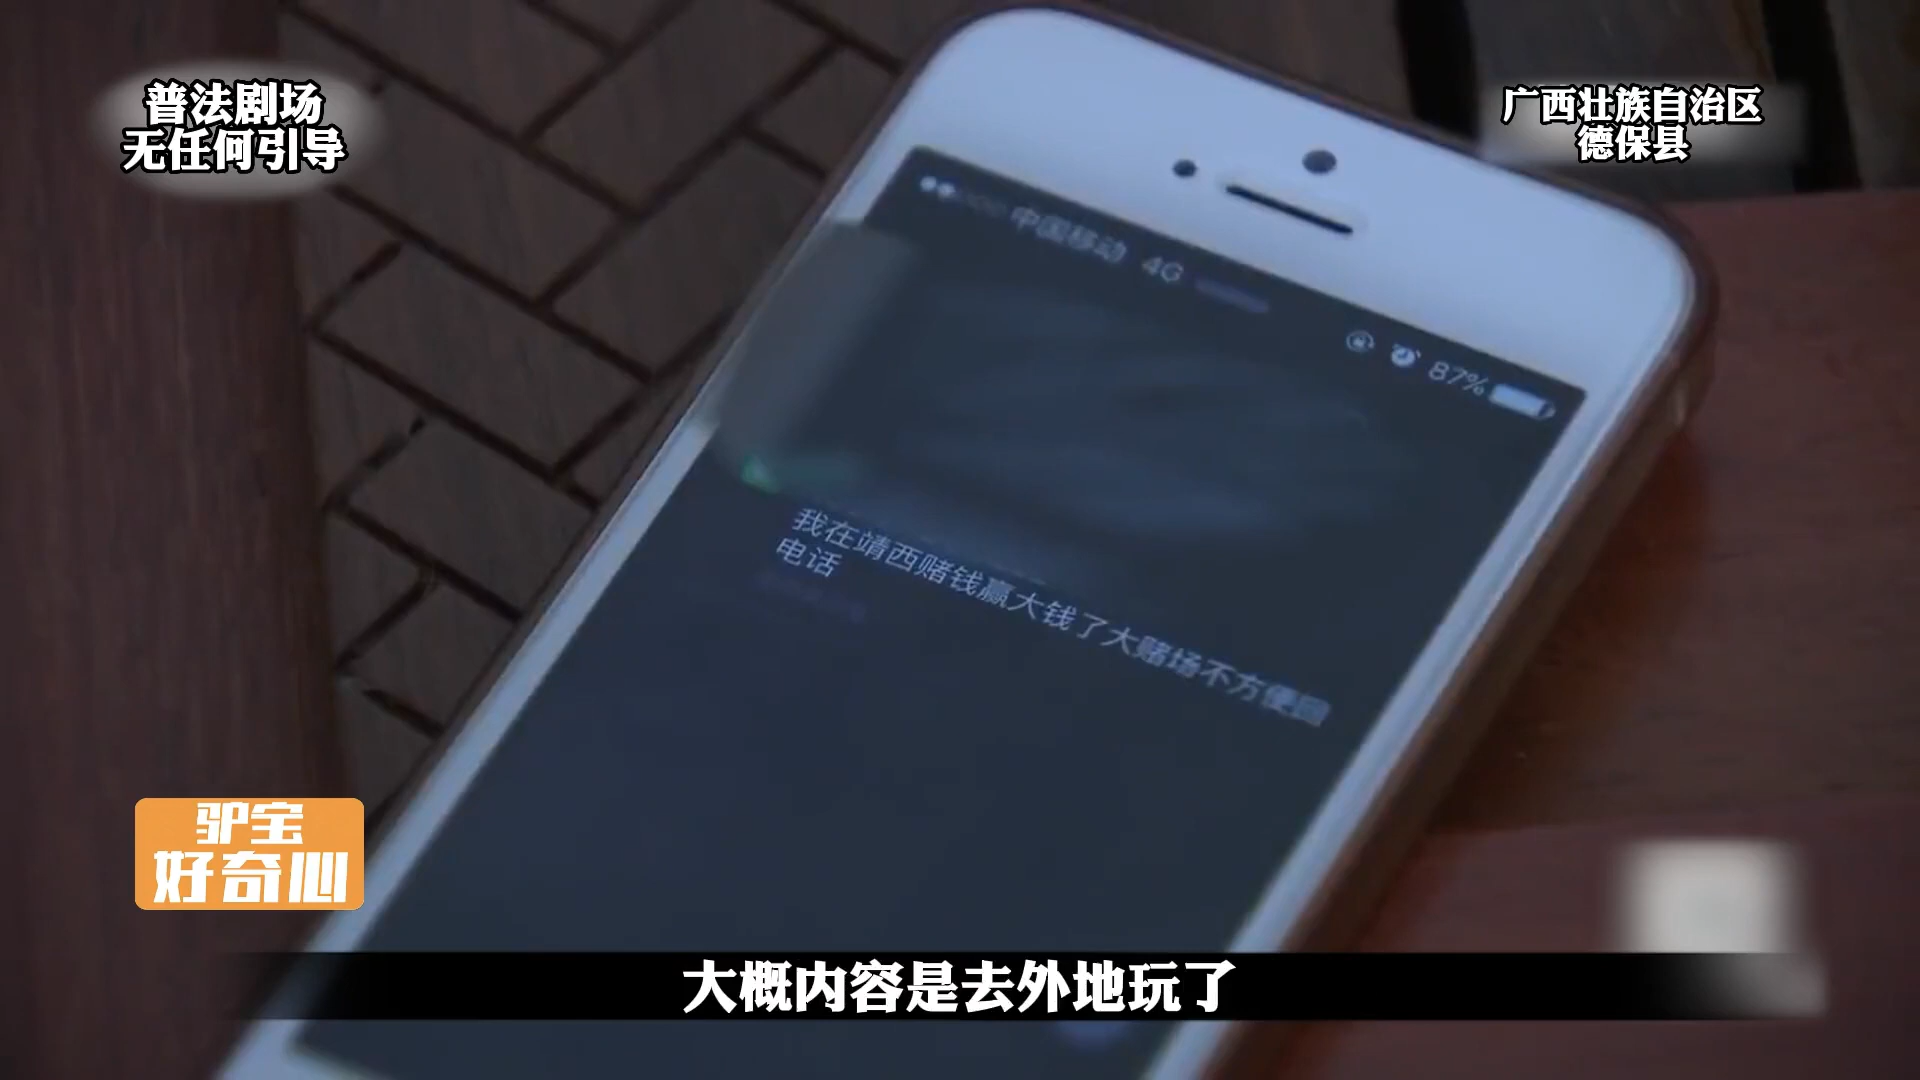 普法剧场
无任何引导
广西壮族自治区
德保县
中国移动 4G
87%
我在靖西赌钱赢大钱了大赌场不方便回
电话
驴宝
好奇心
大概内容是去外地玩了